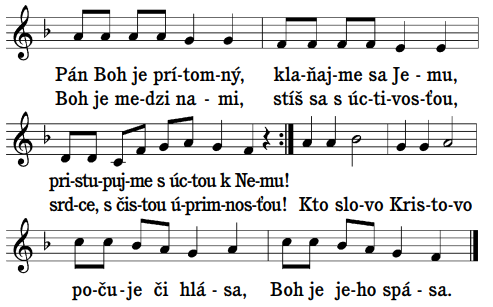 Pán Boh je prí-tom-ný, kla-ňaj-me sa Je-mu,
Boh je me-dzi na-mi, stíš sa s úc-ti-vos-ťou,
pri-stu-puj-me s úc-tou k Ne-mu!
srd-ce, s čis-tou ú-prim-nos-ťou! Kto slo-vo Kris-to-vo
po-ču-je či hlá-sa, Boh je je-ho spá-sa.